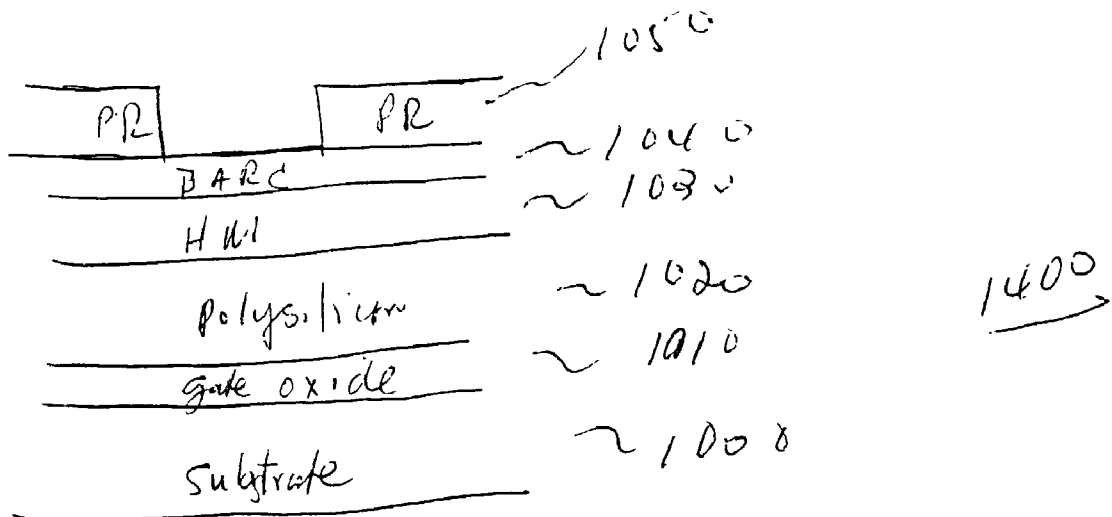 1050
PR PR
1040
BARC
1030
HM
1020
1400
Polysilicon
1010
gate oxide
1000
substrate